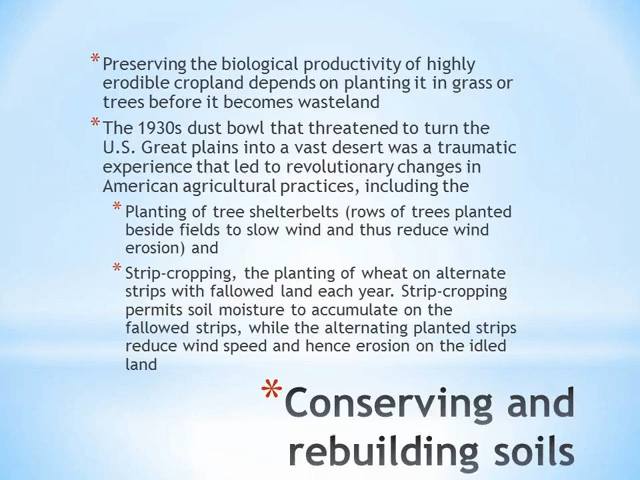 * Preserving the biological productivity of highly
erodible cropland depends on planting it in grass or
trees before it becomes wasteland
* The 1930s dust bowl that threatened to turn the
U.S. Great plains into a vast desert was a traumatic
experience that led to revolutionary changes in
American agricultural practices, including the
* Planting of tree shelterbelts (rows of trees planted
beside fields to slow wind and thus reduce wind
erosion) and
* Strip-cropping, the planting of wheat on alternate
strips with fallowed land each year. Strip-cropping
permits soil moisture to accumulate on the
fallowed strips, while the alternating planted strips
reduce wind speed and hence erosion on the idled
land
* Conserving and
rebuilding soils